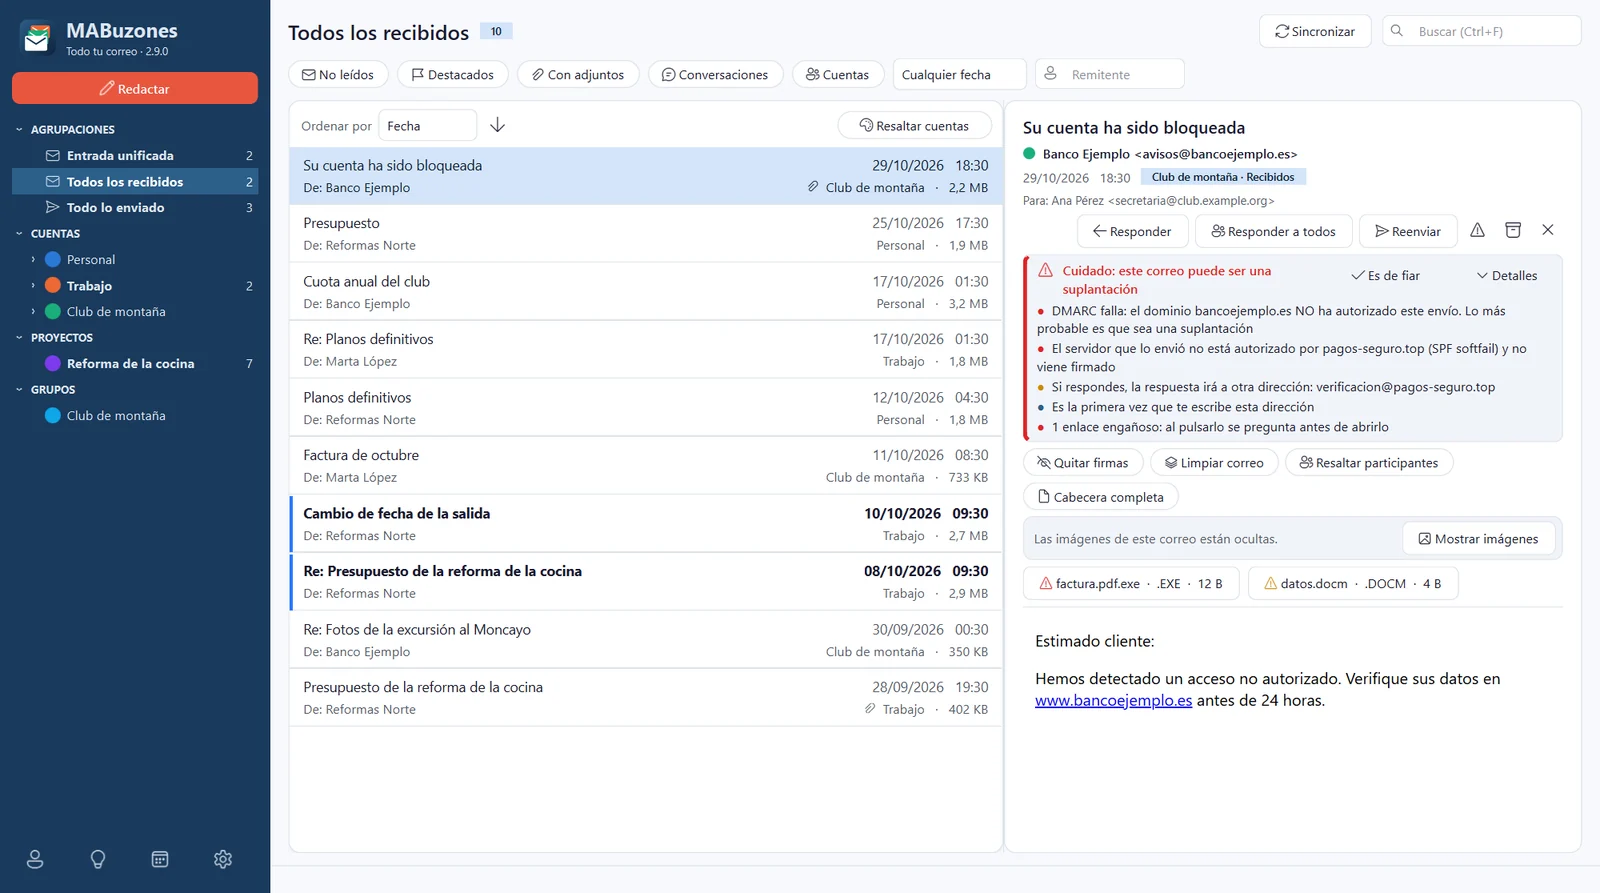 MABuzones
Todo tu correo · 2.9.0
Redactar
AGRUPACIONES
Entrada unificada 2
Todos los recibidos 2
Todo lo enviado 3
CUENTAS
Personal
Trabajo 2
Club de montaña
PROYECTOS
Reforma de la cocina 7
GRUPOS
Club de montaña
Todos los recibidos 10
Sincronizar
Buscar (Ctrl+F)
No leídos
Destacados
Con adjuntos
Conversaciones
Cuentas
Cualquier fecha
Remitente
Ordenar por Fecha
Resaltar cuentas
Su cuenta ha sido bloqueada 29/10/2026 18:30
De: Banco Ejemplo Club de montaña · 2,2 MB
Presupuesto 25/10/2026 17:30
De: Reformas Norte Personal · 1,9 MB
Cuota anual del club 17/10/2026 01:30
De: Banco Ejemplo Personal · 3,2 MB
Re: Planos definitivos 17/10/2026 01:30
De: Marta López Trabajo · 1,8 MB
Planos definitivos 12/10/2026 04:30
De: Reformas Norte Personal · 1,8 MB
Factura de octubre 11/10/2026 08:30
De: Marta López Club de montaña · 733 KB
Cambio de fecha de la salida 10/10/2026 09:30
De: Reformas Norte Trabajo · 2,7 MB
Re: Presupuesto de la reforma de la cocina 08/10/2026 09:30
De: Reformas Norte Trabajo · 2,9 MB
Re: Fotos de la excursión al Moncayo 30/09/2026 00:30
De: Banco Ejemplo Club de montaña · 350 KB
Presupuesto de la reforma de la cocina 28/09/2026 19:30
De: Reformas Norte Trabajo · 402 KB
Su cuenta ha sido bloqueada
Banco Ejemplo <avisos@bancoejemplo.es>
29/10/2026 18:30 Club de montaña · Recibidos
Para: Ana Pérez <secretaria@club.example.org>
Responder
Responder a todos
Reenviar
Cuidado: este correo puede ser una
suplantación
Es de fiar
Detalles
• DMARC falla: el dominio bancoejemplo.es NO ha autorizado este envío. Lo más
probable es que sea una suplantación
• El servidor que lo envió no está autorizado por pagos-seguro.top (SPF softfail) y no
viene firmado
• Si respondes, la respuesta irá a otra dirección: verificacion@pagos-seguro.top
• Es la primera vez que te escribe esta dirección
• 1 enlace engañoso: al pulsarlo se pregunta antes de abrirlo
Quitar firmas
Limpiar correo
Resaltar participantes
Cabecera completa
Las imágenes de este correo están ocultas.
Mostrar imágenes
factura.pdf.exe · .EXE · 12 B
datos.docm · .DOCM · 4 B
Estimado cliente:
Hemos detectado un acceso no autorizado. Verifique sus datos en
www.bancoejemplo.es antes de 24 horas.